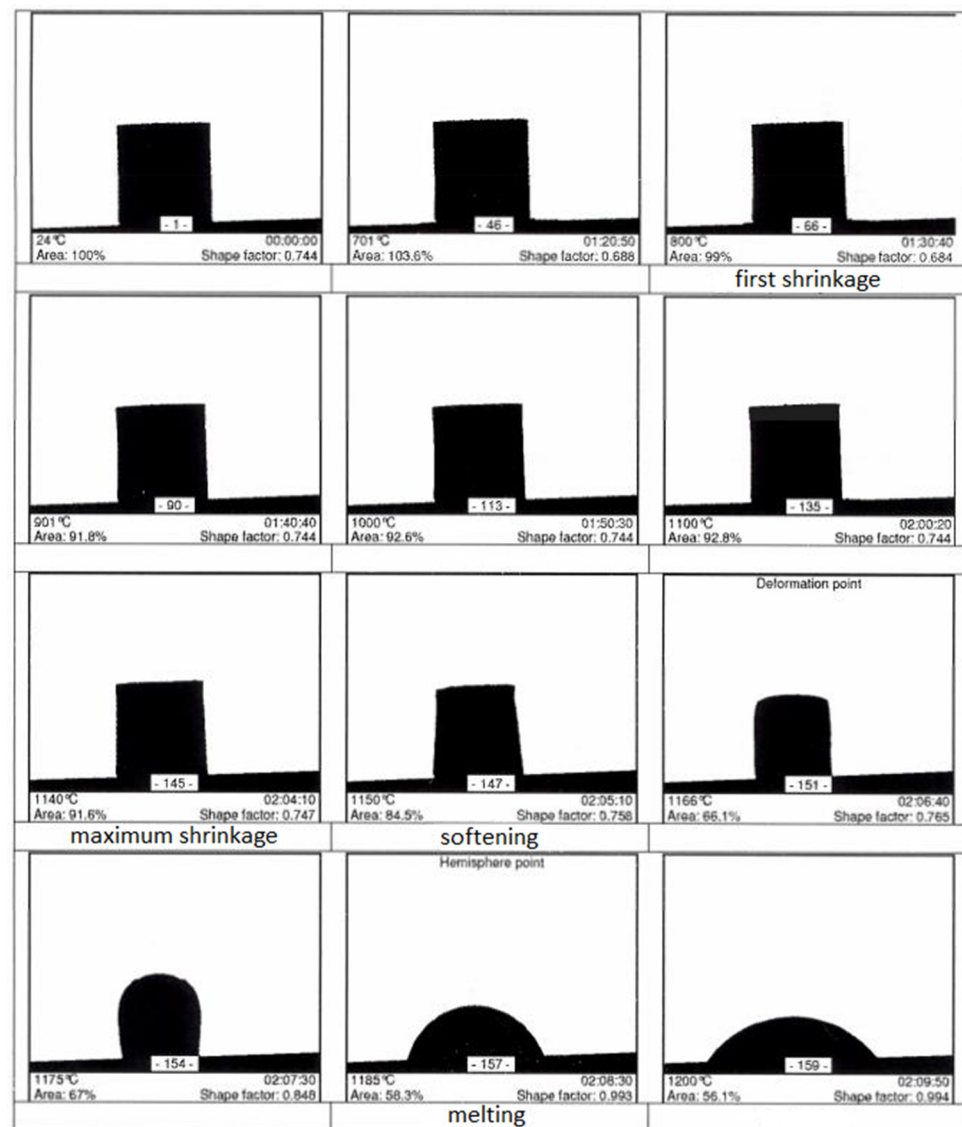 - 1 -
24°C 00:00:00
Area: 100% Shape factor: 0.744
- 46 -
701°C 01:20:50
Area: 103.6% Shape factor: 0.688
- 66 -
800°C 01:30:40
Area: 99% Shape factor: 0.684
first shrinkage
- 90 -
901°C 01:40:40
Area: 91.8% Shape factor: 0.744
- 113 -
1000°C 01:50:30
Area: 92.6% Shape factor: 0.744
- 135 -
1100°C 02:00:20
Area: 92.8% Shape factor: 0.744
- 145 -
1140°C 02:04:10
Area: 91.6% Shape factor: 0.747
maximum shrinkage
- 147 -
1150°C 02:05:10
Area: 84.5% Shape factor: 0.758
softening
Deformation point
- 151 -
1166°C 02:06:40
Area: 66.1% Shape factor: 0.765
- 154 -
1175°C 02:07:30
Area: 67% Shape factor: 0.848
Hemisphere point
- 157 -
1185°C 02:08:30
Area: 58.3% Shape factor: 0.993
melting
- 159 -
1200°C 02:09:50
Area: 56.1% Shape factor: 0.994